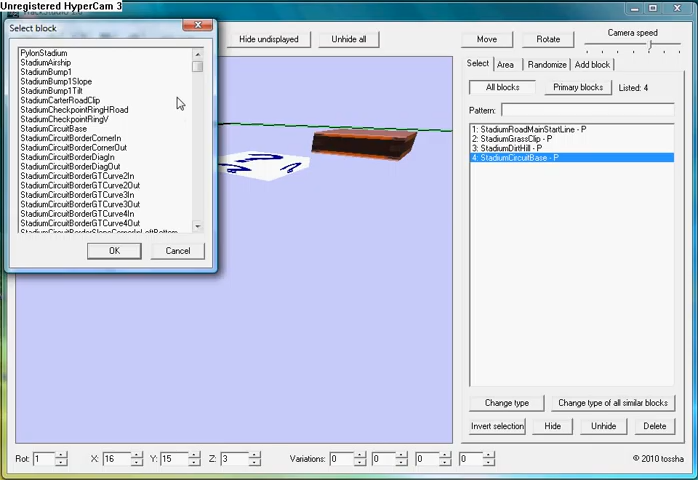 Unregistered HyperCam 3
Select block
PylonStadium
StadiumAirship
StadiumBump1
StadiumBump1Slope
StadiumBump1Tilt
StadiumCarterRoadClip
StadiumCheckpointRingHRoad
StadiumCheckpointRingV
StadiumCircuitBase
StadiumCircuitBorderCornerIn
StadiumCircuitBorderCornerOut
StadiumCircuitBorderDiagIn
StadiumCircuitBorderDiagOut
StadiumCircuitBorderGTCurve2In
StadiumCircuitBorderGTCurve2Out
StadiumCircuitBorderGTCurve3In
StadiumCircuitBorderGTCurve3Out
StadiumCircuitBorderGTCurve4In
StadiumCircuitBorderGTCurve4Out
StadiumCircuitBorderSlopeCornerInLeftBottom
OK
Cancel
Hide undisplayed
Unhide all
Move
Rotate
Camera speed
Select
Area
Randomize
Add block
All blocks
Primary blocks
Listed: 4
Pattern:
1: StadiumRoadMainStartLine - P
2: StadiumGrassClip - P
3: StadiumDirtHill - P
4: StadiumCircuitBase - P
Change type
Change type of all similar blocks
Invert selection
Hide
Unhide
Delete
Rot: 1
X: 16
Y: 15
Z: 3
Variations: 0 0 0 0
© 2010 tossha